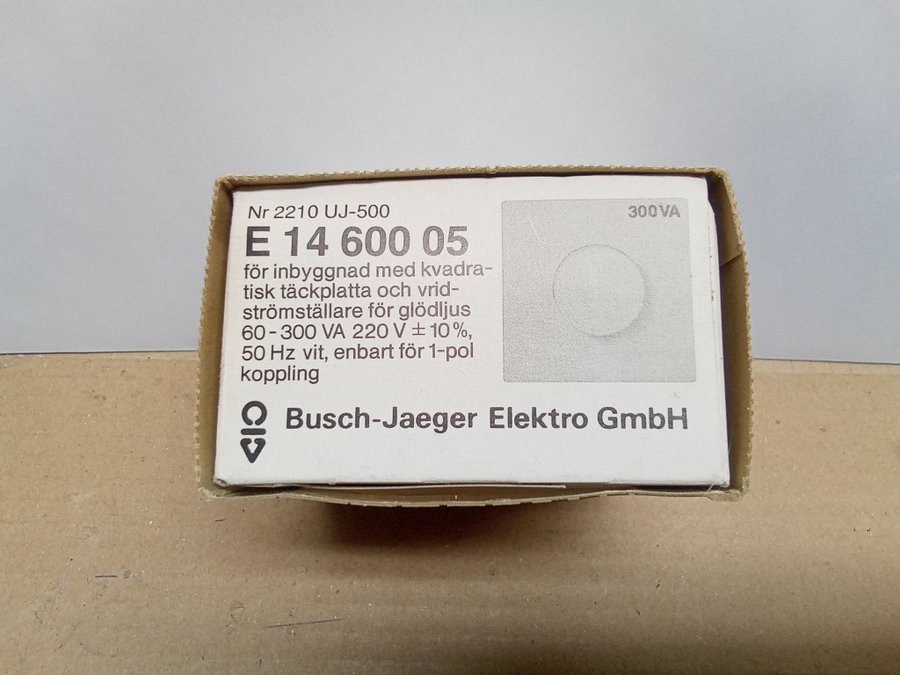 Nr 2210 UJ-500
E 14 600 05
för inbyggnad med kvadra-
tisk täckplatta och vrid-
strömställare för glödljus
60 - 300 VA 220 V ± 10 %,
50 Hz vit, enbart för 1-pol
koppling
300 VA
Busch-Jaeger Elektro GmbH